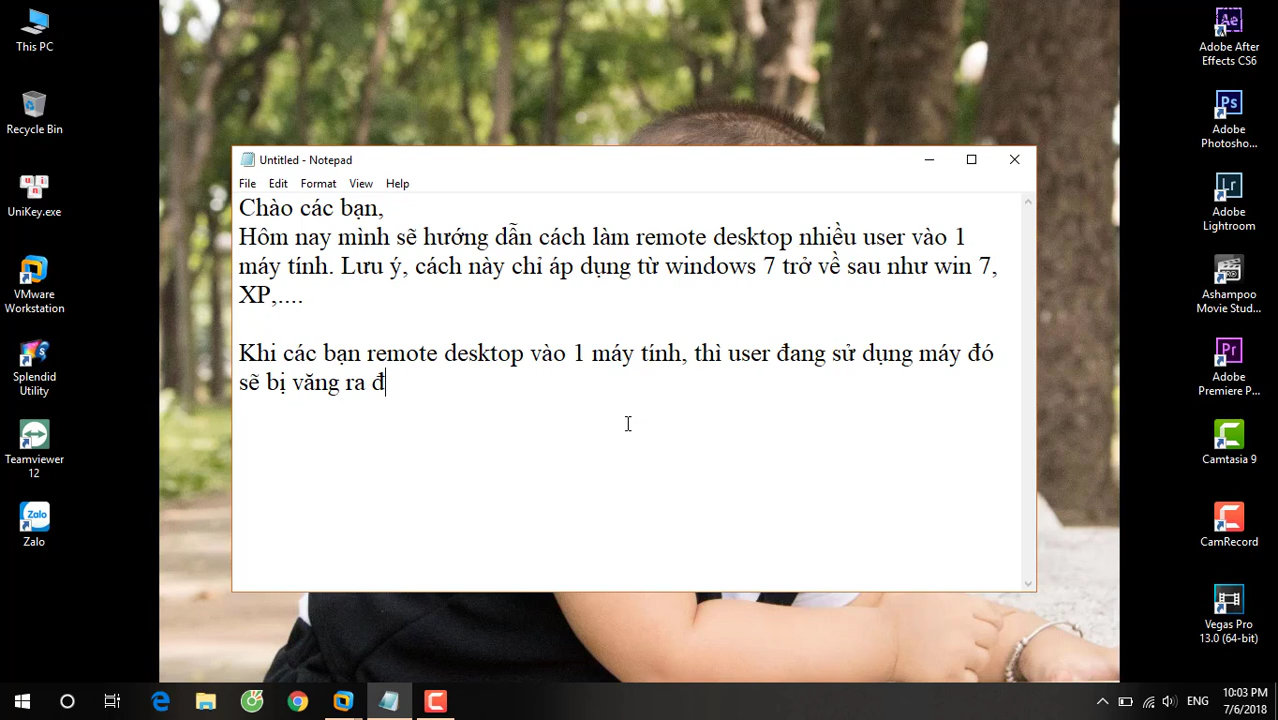 This PC
Recycle Bin
UniKey.exe
VMware
Workstation
Splendid
Utility
Teamviewer
12
Zalo
Zalo
Untitled - Notepad
File Edit Format View Help
Chào các bạn,
Hôm nay mình sẽ hướng dẫn cách làm remote desktop nhiều user vào 1
máy tính. Lưu ý, cách này chỉ áp dụng từ windows 7 trở về sau như win 7,
XP,....
Khi các bạn remote desktop vào 1 máy tính, thì user đang sử dụng máy đó
sẽ bị văng ra đ
Ae
Adobe After
Effects CS6
Ps
Adobe
Photosho...
Lr
Adobe
Lightroom
Ashampoo
Movie Stud...
Pr
Adobe
Premiere P...
Camtasia 9
CamRecord
Vegas Pro
13.0 (64-bit)
ENG
10:03 PM
7/6/2018